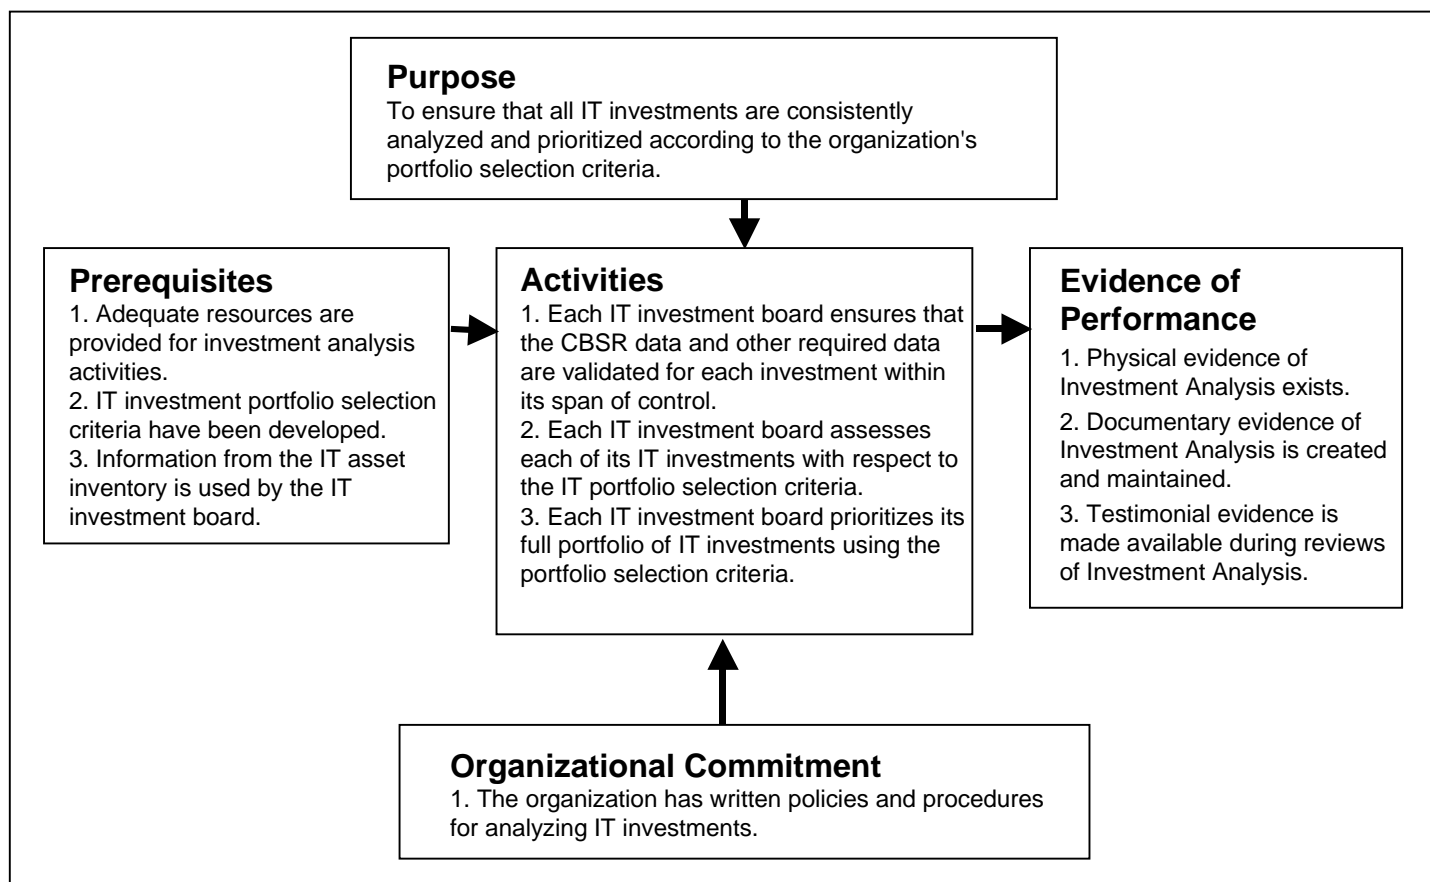 Purpose
To ensure that all IT investments are consistently
analyzed and prioritized according to the organization's
portfolio selection criteria.
Prerequisites
1. Adequate resources are
provided for investment analysis
activities.
2. IT investment portfolio selection
criteria have been developed.
3. Information from the IT asset
inventory is used by the IT
investment board.
Activities
1. Each IT investment board ensures that
the CBSR data and other required data
are validated for each investment within
its span of control.
2. Each IT investment board assesses
each of its IT investments with respect to
the IT portfolio selection criteria.
3. Each IT investment board prioritizes its
full portfolio of IT investments using the
portfolio selection criteria.
Evidence of
Performance
1. Physical evidence of
Investment Analysis exists.
2. Documentary evidence of
Investment Analysis is created
and maintained.
3. Testimonial evidence is
made available during reviews
of Investment Analysis.
Organizational Commitment
1. The organization has written policies and procedures
for analyzing IT investments.